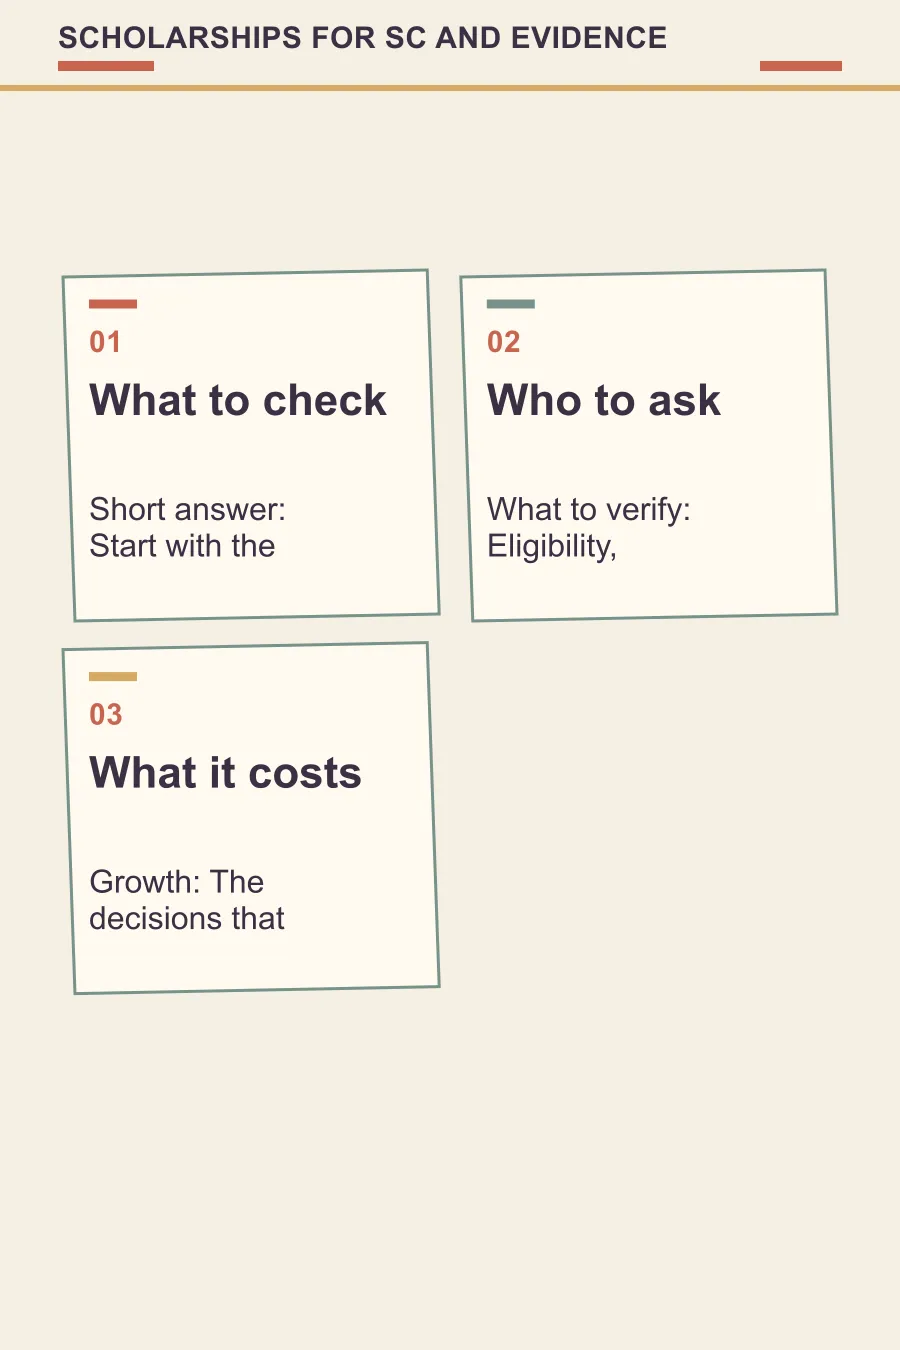 SCHOLARSHIPS FOR SC AND EVIDENCE
01
What to check
Short answer:
Start with the
02
Who to ask
What to verify:
Eligibility,
03
What it costs
Growth: The
decisions that